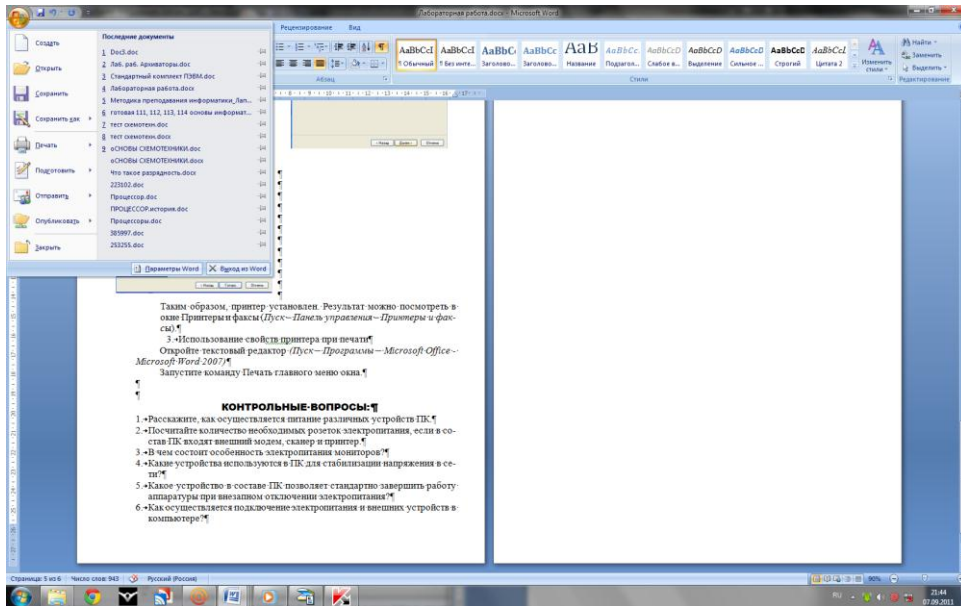 Лабораторная работа.docx - Microsoft Word
Рецензирование Вид
Создать
Открыть
Сохранить
Сохранить как
Печать
Подготовить
Отправить
Опубликовать
Закрыть
Последние документы
1 Doc3.doc
2 Лаб. раб. Архиваторы.doc
3 Стандартный комплект ПЭВМ.doc
4 Лабораторная работа.docx
5 Методика преподавания информатики_Лап...
6 готовая 111, 112, 113, 114 основы информат...
7 тест схемотехн.doc
8 тест схемотехн.docx
9 оСНОВЫ СХЕМОТЕХНИКИ.doc
оСНОВЫ СХЕМОТЕХНИКИ.docx
Что такое разрядность.docx
223102.doc
Процессор.doc
ПРОЦЕССОР.история.doc
Процессоры.doc
385997.doc
253255.doc
Параметры Word Выход из Word
AaBbCcI AaBbCcI AaBbC AaBbCc AaB AaBbCc. AaBbCcD AaBbCcD AaBbCcD AaBbCcD AaBbCcI
¶ Обычный ¶ Без инте... Заголово... Заголово... Название Подзагол... Слабое в... Выделение Сильное ... Строгий Цитата 2
Изменить стили
Найти
Заменить
Выделить
Абзац Стили Редактирование
Таким образом, принтер установлен. Результат можно посмотреть в
окне Принтеры и факсы (Пуск – Панель управления – Принтеры и фак-
сы).¶
3. Использование свойств принтера при печати¶
Откройте текстовый редактор (Пуск – Программы – Microsoft Office -
Microsoft Word 2007)¶
Запустите команду Печать главного меню окна.¶
КОНТРОЛЬНЫЕ ВОПРОСЫ:¶
1. Расскажите, как осуществляется питание различных устройств ПК.¶
2. Посчитайте количество необходимых розеток электропитания, если в со-
став ПК входят внешний модем, сканер и принтер.¶
3. В чем состоит особенность электропитания мониторов?¶
4. Какие устройства используются в ПК для стабилизации напряжения в се-
ти?¶
5. Какое устройство в составе ПК позволяет стандартно завершить работу
аппаратуры при внезапном отключении электропитания?¶
6. Как осуществляется подключение электропитания и внешних устройств в
компьютере?¶
Страница: 5 из 6 Число слов: 943 Русский (Россия) 90%
RU 21:44
07.09.2011